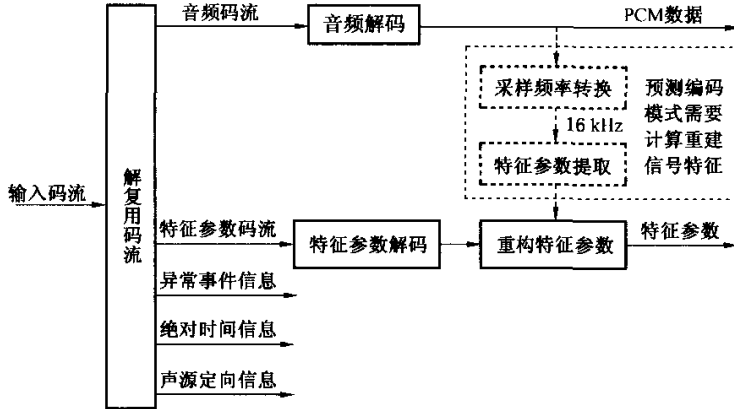 音频码流
音频解码
PCM数据
采样频率转换
预测编码
模式需要
计算重建
信号特征
16 kHz
特征参数提取
输入码流
解复用码流
特征参数码流
特征参数解码
重构特征参数
特征参数
异常事件信息
绝对时间信息
声源定向信息